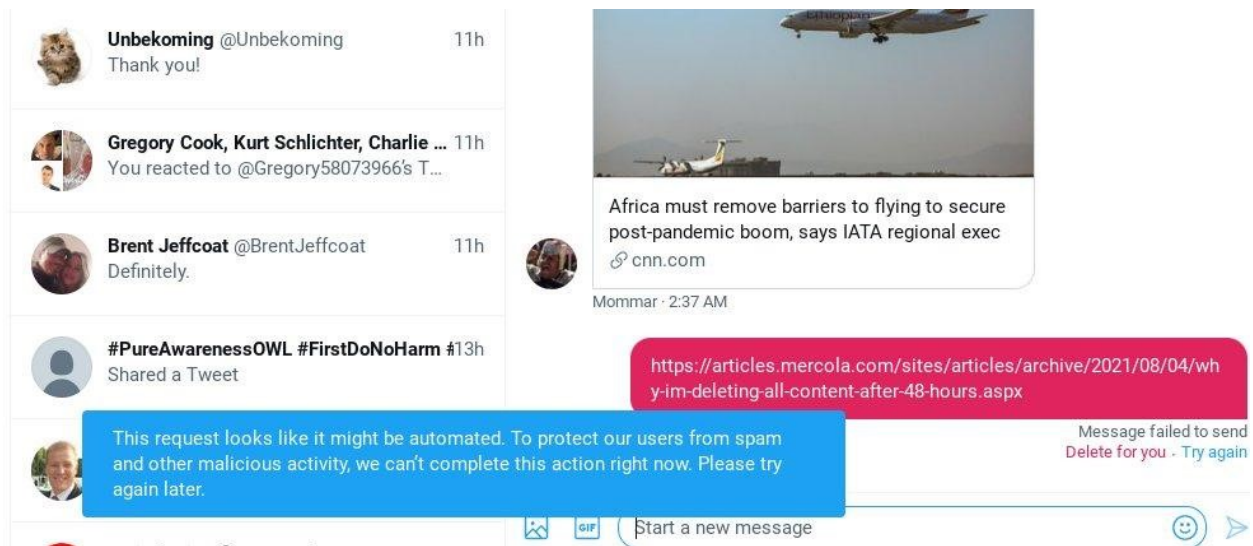 Unbekoming @Unbekoming 11h
Thank you!
Gregory Cook, Kurt Schlichter, Charlie ... 11h
You reacted to @Gregory58073966's T...
Brent Jeffcoat @BrentJeffcoat 11h
Definitely.
#PureAwarenessOWL #FirstDoNoHarm #13h
Shared a Tweet
This request looks like it might be automated. To protect our users from spam
and other malicious activity, we can't complete this action right now. Please try
again later.
Ethiopian
Africa must remove barriers to flying to secure
post-pandemic boom, says IATA regional exec
cnn.com
Mommar · 2:37 AM
https://articles.mercola.com/sites/articles/archive/2021/08/04/wh
y-im-deleting-all-content-after-48-hours.aspx
Message failed to send
Delete for you · Try again
GIF
Start a new message